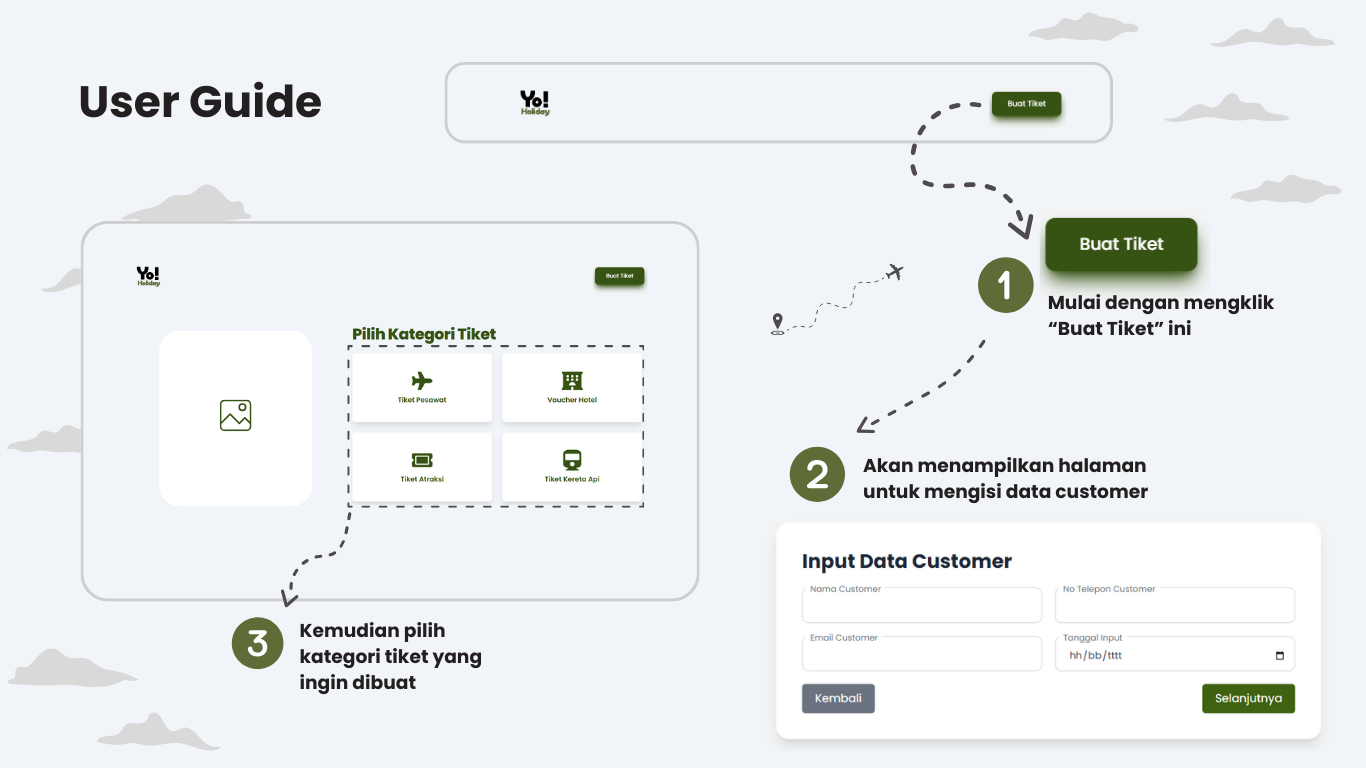 User Guide
Yo!
Holiday
Buat Tiket
Buat Tiket
1
Mulai dengan mengklik
“Buat Tiket” ini
2
Akan menampilkan halaman
untuk mengisi data customer
Input Data Customer
Nama Customer
No Telepon Customer
Email Customer
Tanggal Input
hh/bb/tttt
Kembali
Selanjutnya
Yo!
Holiday
Buat Tiket
Pilih Kategori Tiket
Tiket Pesawat
Voucher Hotel
Tiket Atraksi
Tiket Kereta Api
3
Kemudian pilih
kategori tiket yang
ingin dibuat